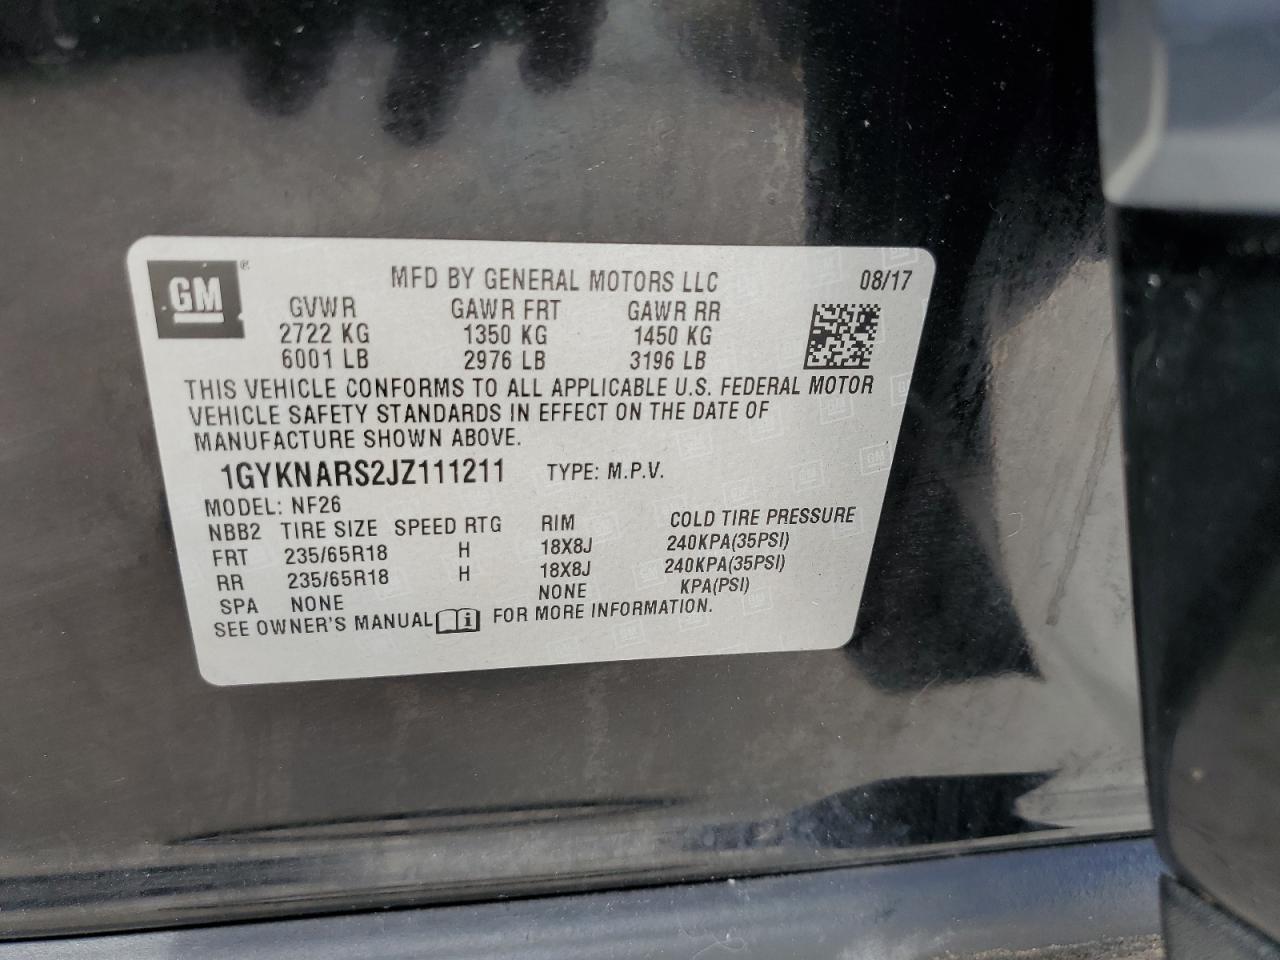 GM ® MFD BY GENERAL MOTORS LLC 08/17
GVWR GAWR FRT GAWR RR
2722 KG 1350 KG 1450 KG
6001 LB 2976 LB 3196 LB
THIS VEHICLE CONFORMS TO ALL APPLICABLE U.S. FEDERAL MOTOR
VEHICLE SAFETY STANDARDS IN EFFECT ON THE DATE OF
MANUFACTURE SHOWN ABOVE.
1GYKNARS2JZ111211 TYPE: M.P.V.
MODEL: NF26
NBB2 TIRE SIZE SPEED RTG RIM COLD TIRE PRESSURE
FRT 235/65R18 H 18X8J 240KPA(35PSI)
RR 235/65R18 H 18X8J 240KPA(35PSI)
SPA NONE NONE KPA(PSI)
SEE OWNER'S MANUAL i FOR MORE INFORMATION.